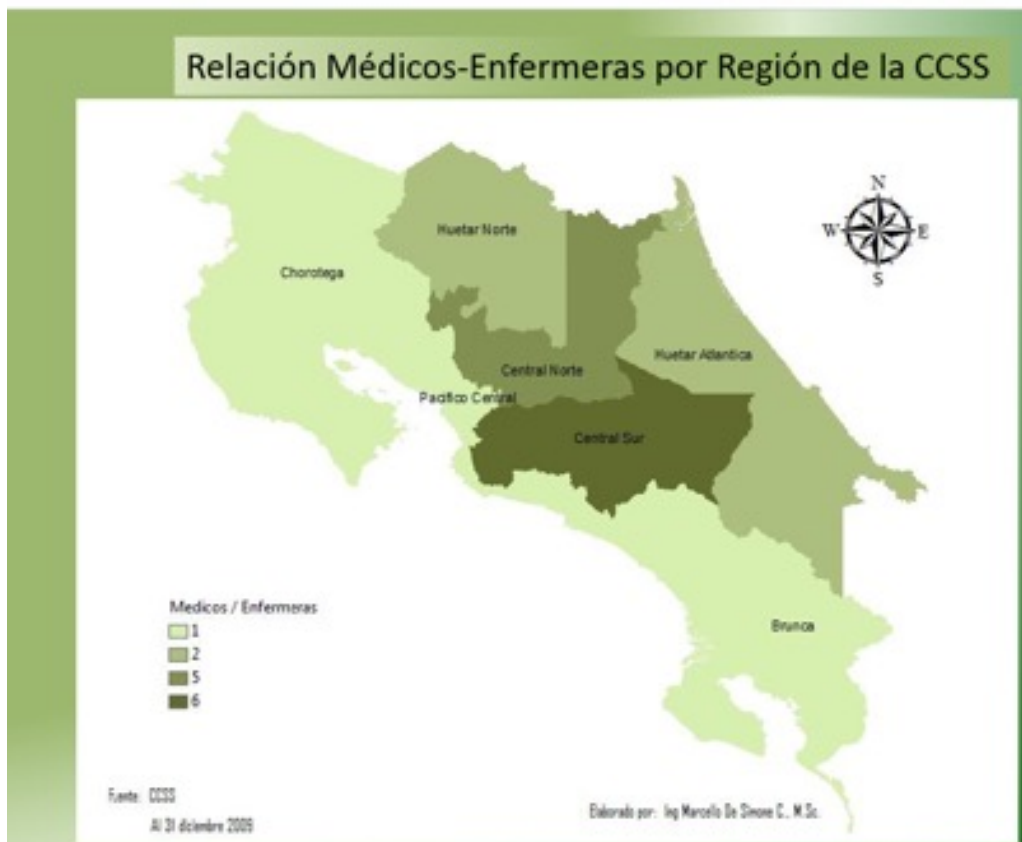 Relación Médicos-Enfermeras por Región de la CCSS
N
W
E
S
Huetar Norte
Chorotega
Huetar Atlantica
Central Norte
Pacifico Central
Central Sur
Brunca
Medicos / Enfermeras
1
2
5
6
Fuente: CCSS
Al 31 diciembre 2009
Elaborado por: Ing Marcello De Simone C., M.Sc.